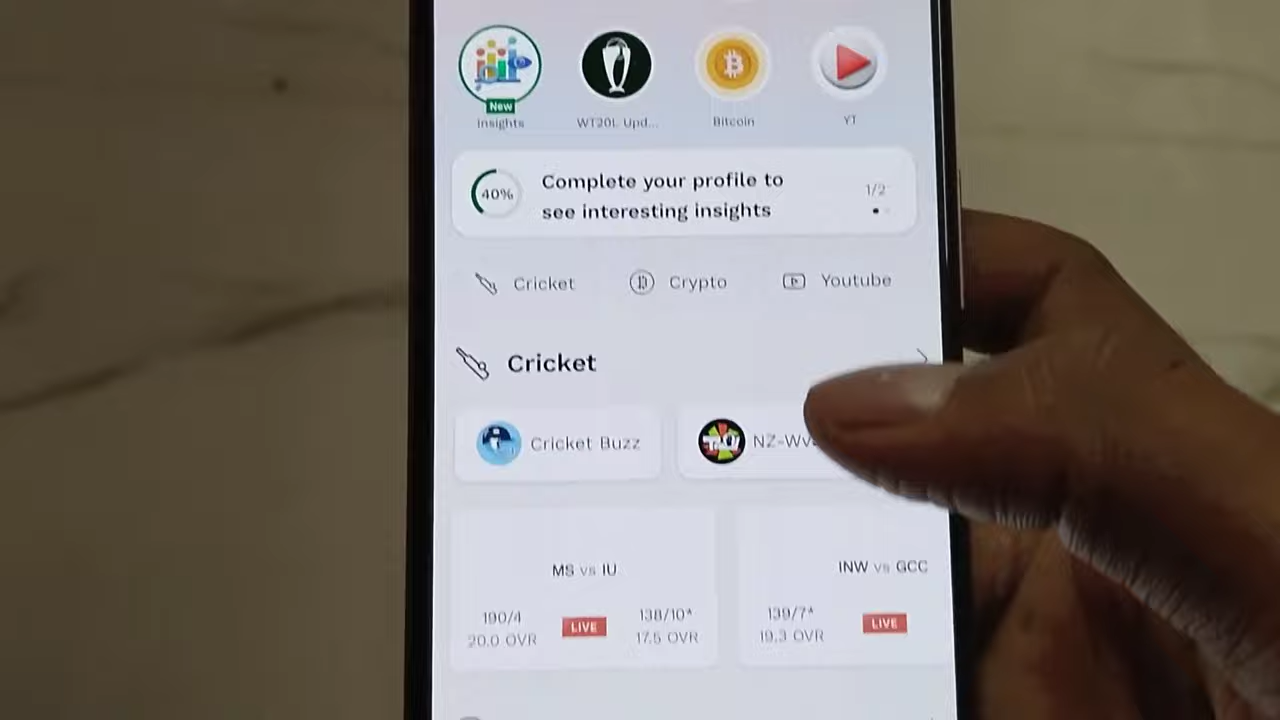 New
Insights
WT20L Upd...
Bitcoin
YT
40%
Complete your profile to
see interesting insights
1/2
Cricket
Crypto
Youtube
Cricket
Cricket Buzz
MS vs IU
190/4
20.0 OVR
LIVE
138/10*
17.5 OVR
INW vs GCC
139/7*
19.3 OVR
LIVE